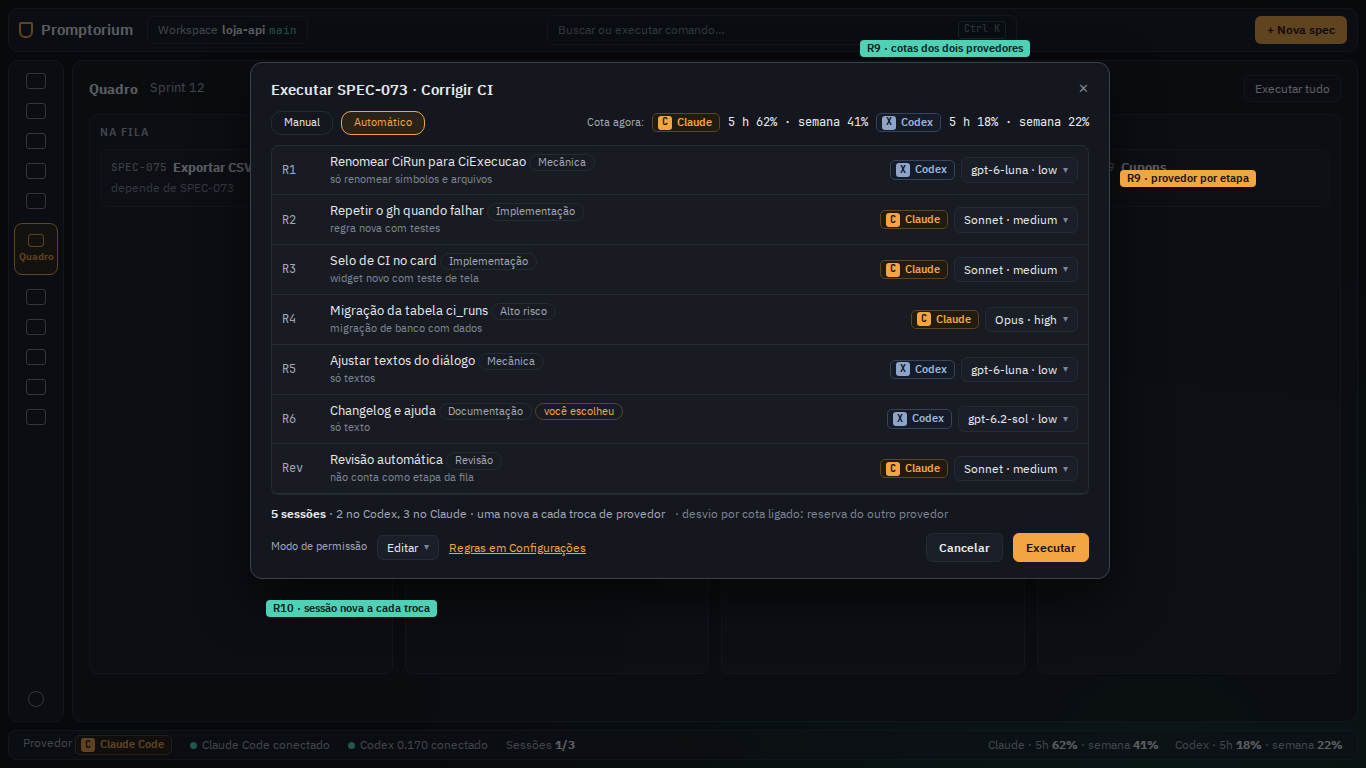 Promptorium
Workspace loja-api main
Buscar ou executar comando...
Ctrl K
+ Nova spec
R9 · cotas dos dois provedores
Quadro
Sprint 12
Executar tudo
NA FILA
SPEC-075 Exportar CSV
depende de SPEC-073
Cupons
R9 · provedor por etapa
Quadro
Executar SPEC-073 · Corrigir CI
×
Manual
Automático
Cota agora: C Claude 5 h 62% · semana 41% X Codex 5 h 18% · semana 22%
R1 Renomear CiRun para CiExecucao Mecânica X Codex gpt-6-luna · low
só renomear símbolos e arquivos
R2 Repetir o gh quando falhar Implementação C Claude Sonnet · medium
regra nova com testes
R3 Selo de CI no card Implementação C Claude Sonnet · medium
widget novo com teste de tela
R4 Migração da tabela ci_runs Alto risco C Claude Opus · high
migração de banco com dados
R5 Ajustar textos do diálogo Mecânica X Codex gpt-6-luna · low
só textos
R6 Changelog e ajuda Documentação você escolheu X Codex gpt-6.2-sol · low
só texto
Rev Revisão automática Revisão C Claude Sonnet · medium
não conta como etapa da fila
5 sessões · 2 no Codex, 3 no Claude · uma nova a cada troca de provedor · desvio por cota ligado: reserva do outro provedor
Modo de permissão Editar Regras em Configurações Cancelar Executar
R10 · sessão nova a cada troca
Provedor C Claude Code Claude Code conectado Codex 0.170 conectado Sessões 1/3 Claude · 5h 62% · semana 41% Codex · 5h 18% · semana 22%